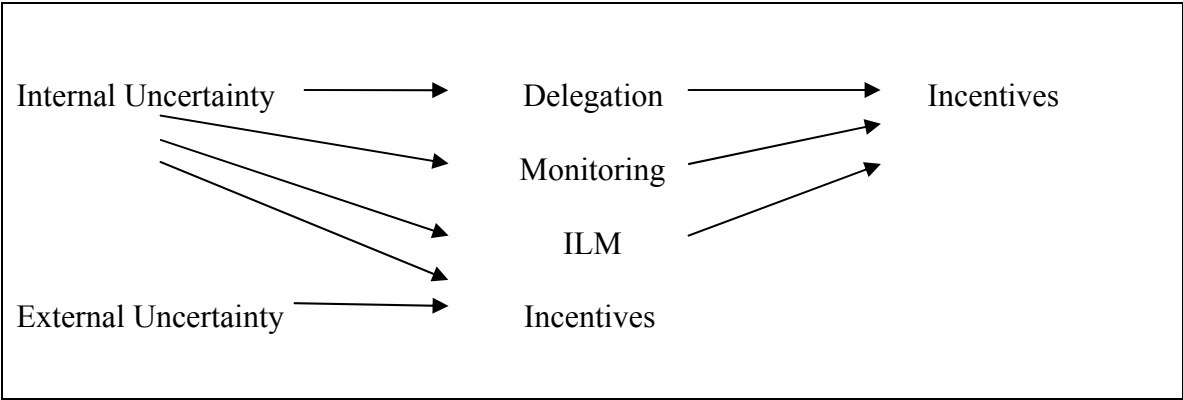 Internal Uncertainty Delegation Incentives
Monitoring
ILM
External Uncertainty Incentives